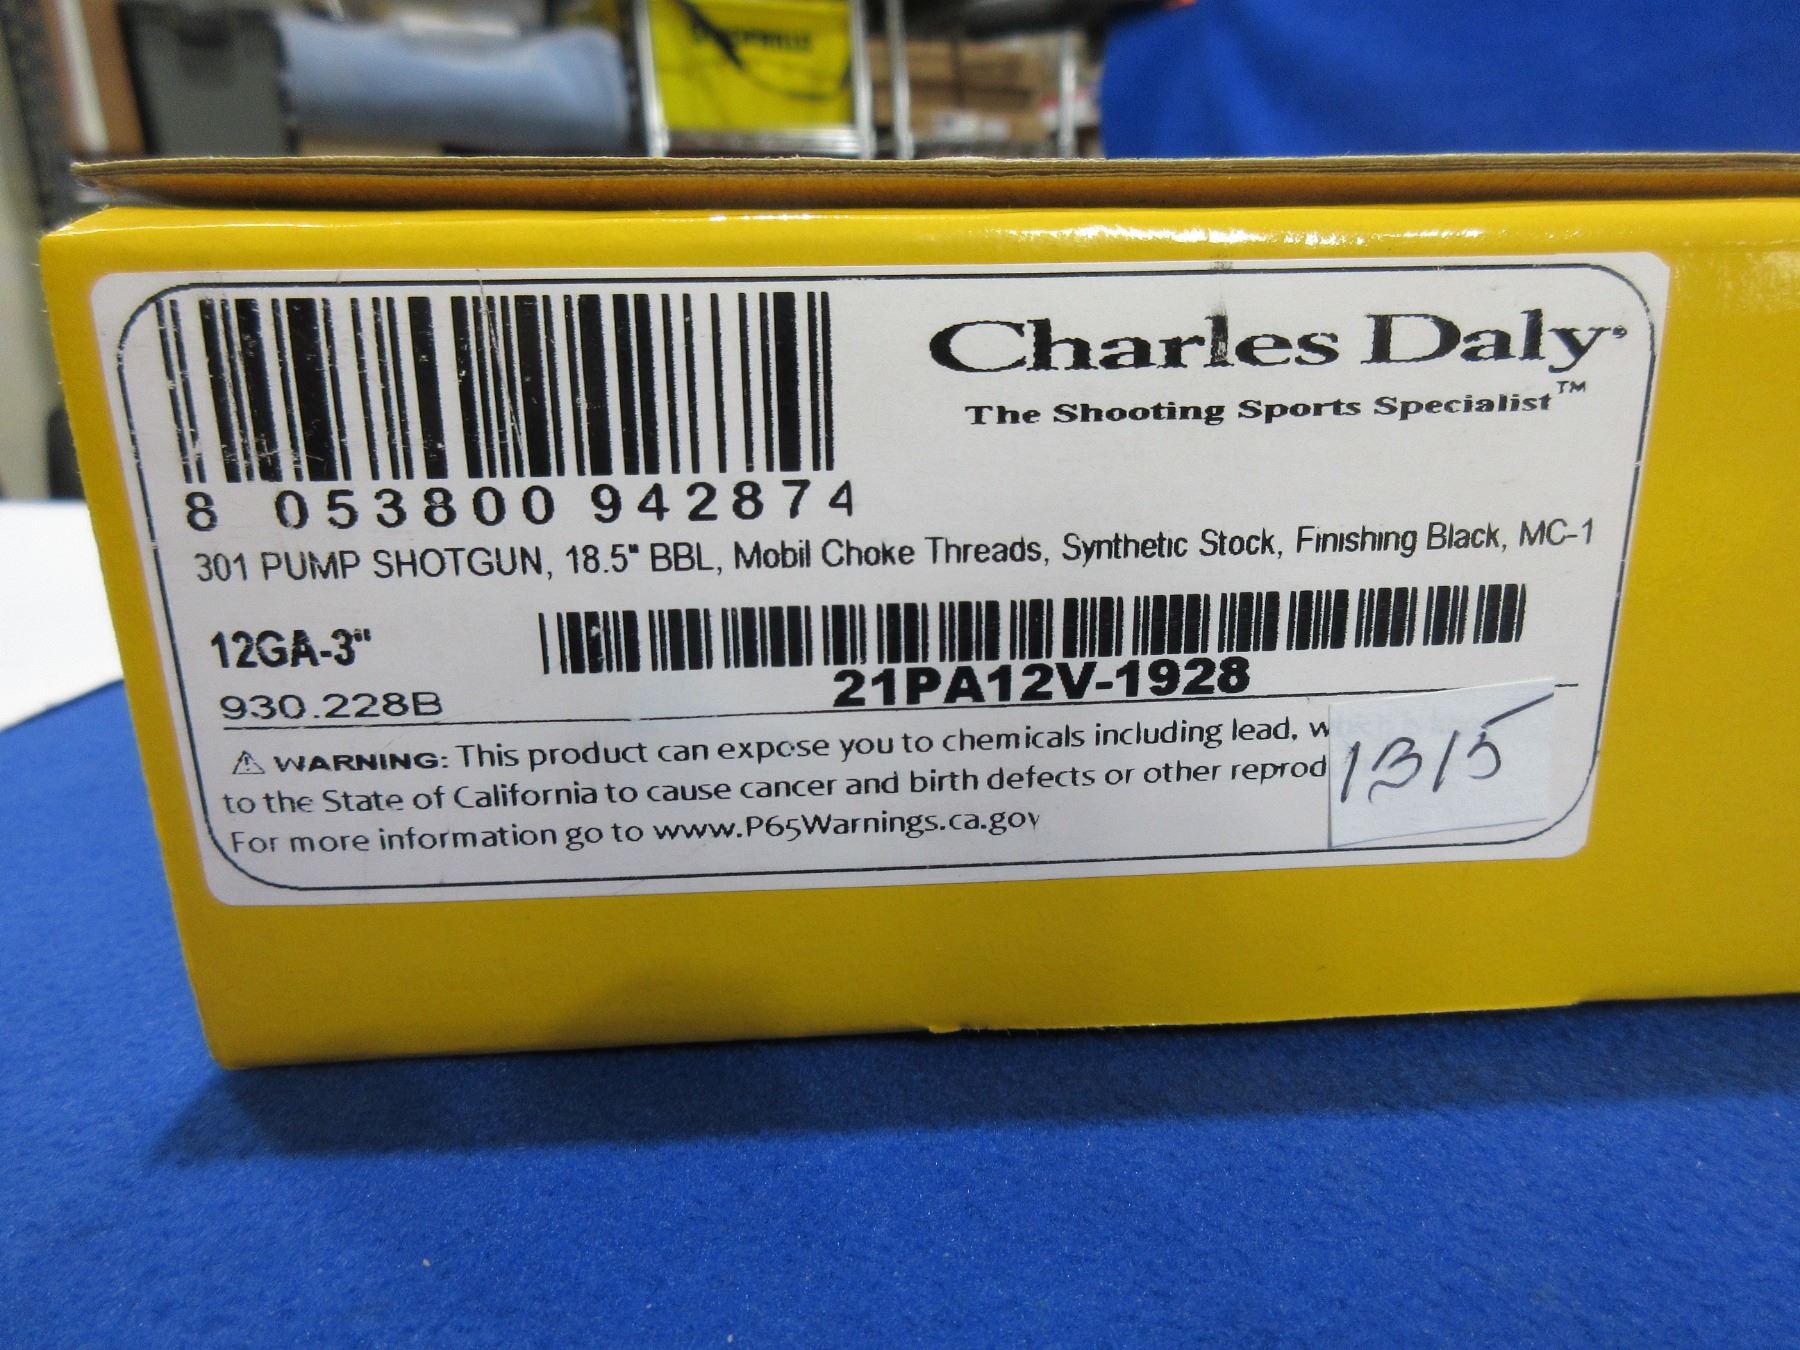 Charles Daly®
The Shooting Sports Specialist™
8 053800 942874
301 PUMP SHOTGUN, 18.5" BBL, Mobil Choke Threads, Synthetic Stock, Finishing Black, MC-1
12GA-3"
21PA12V-1928
930.228B
⚠ WARNING: This product can expose you to chemicals including lead, w
to the State of California to cause cancer and birth defects or other reprod
For more information go to www.P65Warnings.ca.gov
1315